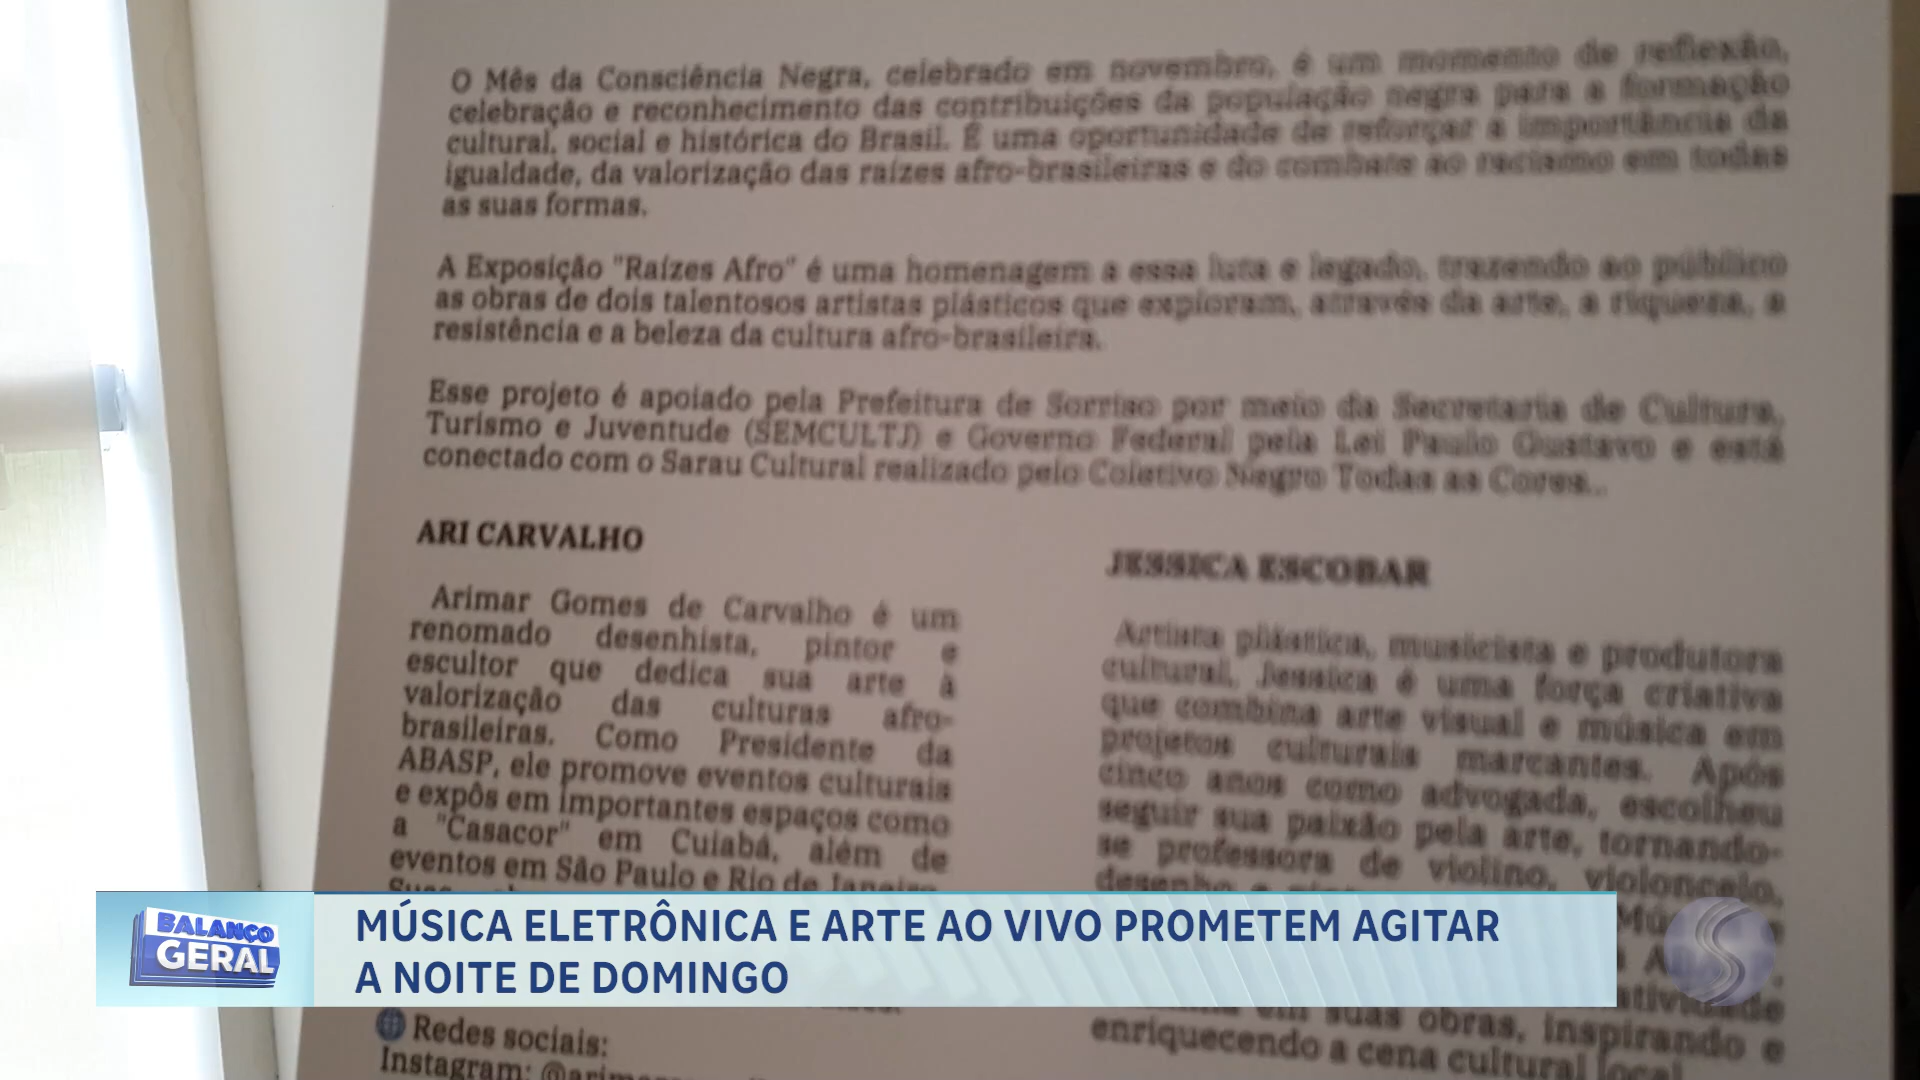 O Mês da Consciência Negra, celebrado em novembro, é um momento de reflexão,
celebração e reconhecimento das contribuições da população negra para a formação
cultural, social e histórica do Brasil. É uma oportunidade de reforçar a importância da
igualdade, da valorização das raízes afro-brasileiras e do combate ao racismo em todas
as suas formas.
A Exposição "Raízes Afro" é uma homenagem a essa luta e legado, trazendo ao público
as obras de dois talentosos artistas plásticos que exploram, através da arte, a riqueza, a
resistência e a beleza da cultura afro-brasileira.
Esse projeto é apoiado pela Prefeitura de Sorriso por meio da Secretaria de Cultura,
Turismo e Juventude (SEMCULTJ) e Governo Federal pela Lei Paulo Gustavo e está
conectado com o Sarau Cultural realizado pelo Coletivo Negro Todas as Cores...
ARI CARVALHO
Arimar Gomes de Carvalho é um
renomado desenhista, pintor e
escultor que dedica sua arte à
valorização das culturas afro-
brasileiras. Como Presidente da
ABASP, ele promove eventos culturais
e expôs em importantes espaços como
a "Casacor" em Cuiabá, além de
eventos em São Paulo e Rio de Janeiro.
Redes sociais:
Instagram:
JESSICA ESCOBAR
Artista plástica, musicista e produtora
cultural, Jessica é uma força criativa
que combina arte visual e música em
projetos culturais marcantes. Após
cinco anos como advogada, escolheu
seguir sua paixão pela arte, tornando-
se professora de violino, violoncelo,
desenho e
em suas obras, inspirando e
enriquecendo a cena cultural local.
BALANÇO
GERAL
MÚSICA ELETRÔNICA E ARTE AO VIVO PROMETEM AGITAR
A NOITE DE DOMINGO